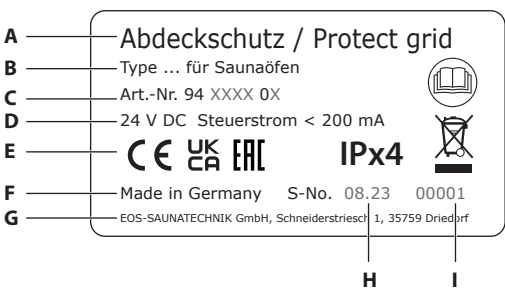 A Abdeckschutz / Protect grid
B Type ... für Saunaöfen
C Art.-Nr. 94 XXXX 0X
D 24 V DC Steuerstrom < 200 mA
E CE UK CA EAC IPx4
F Made in Germany S-No. 08.23 00001
G EOS-SAUNATECHNIK GmbH, Schneiderstriesch 1, 35759 Driedorf
H I